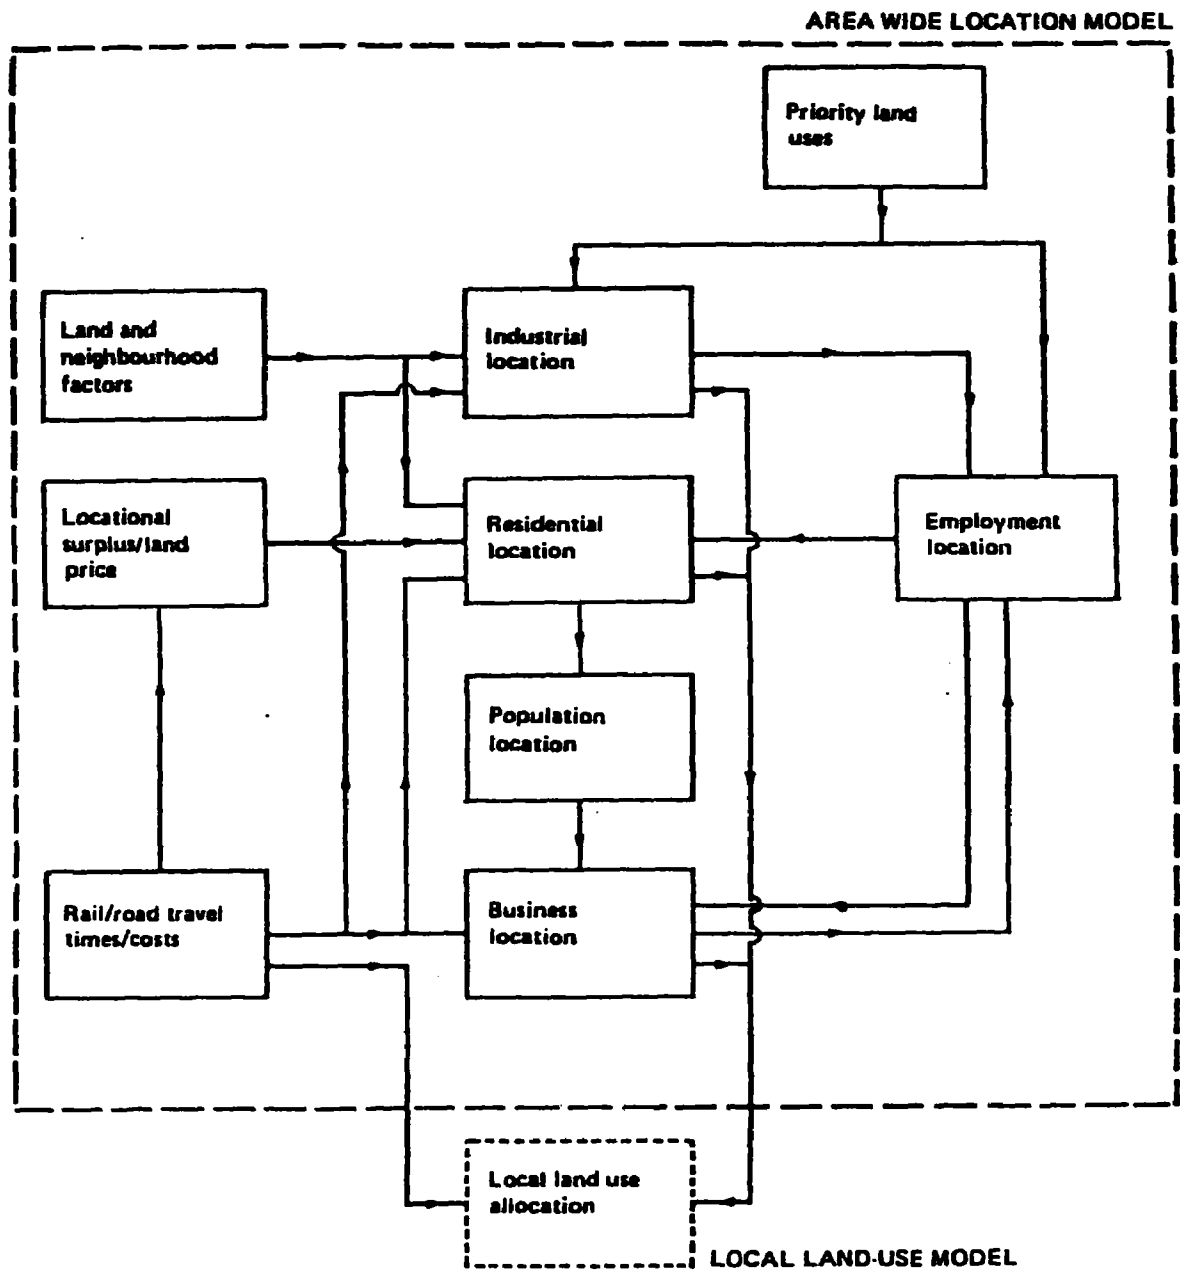 AREA WIDE LOCATION MODEL
Priority land
uses
Land and
neighbourhood
factors
Industrial
location
Locational
surplus/land
price
Residential
location
Employment
location
Population
location
Rail/road travel
times/costs
Business
location
Local land use
allocation
LOCAL LAND-USE MODEL